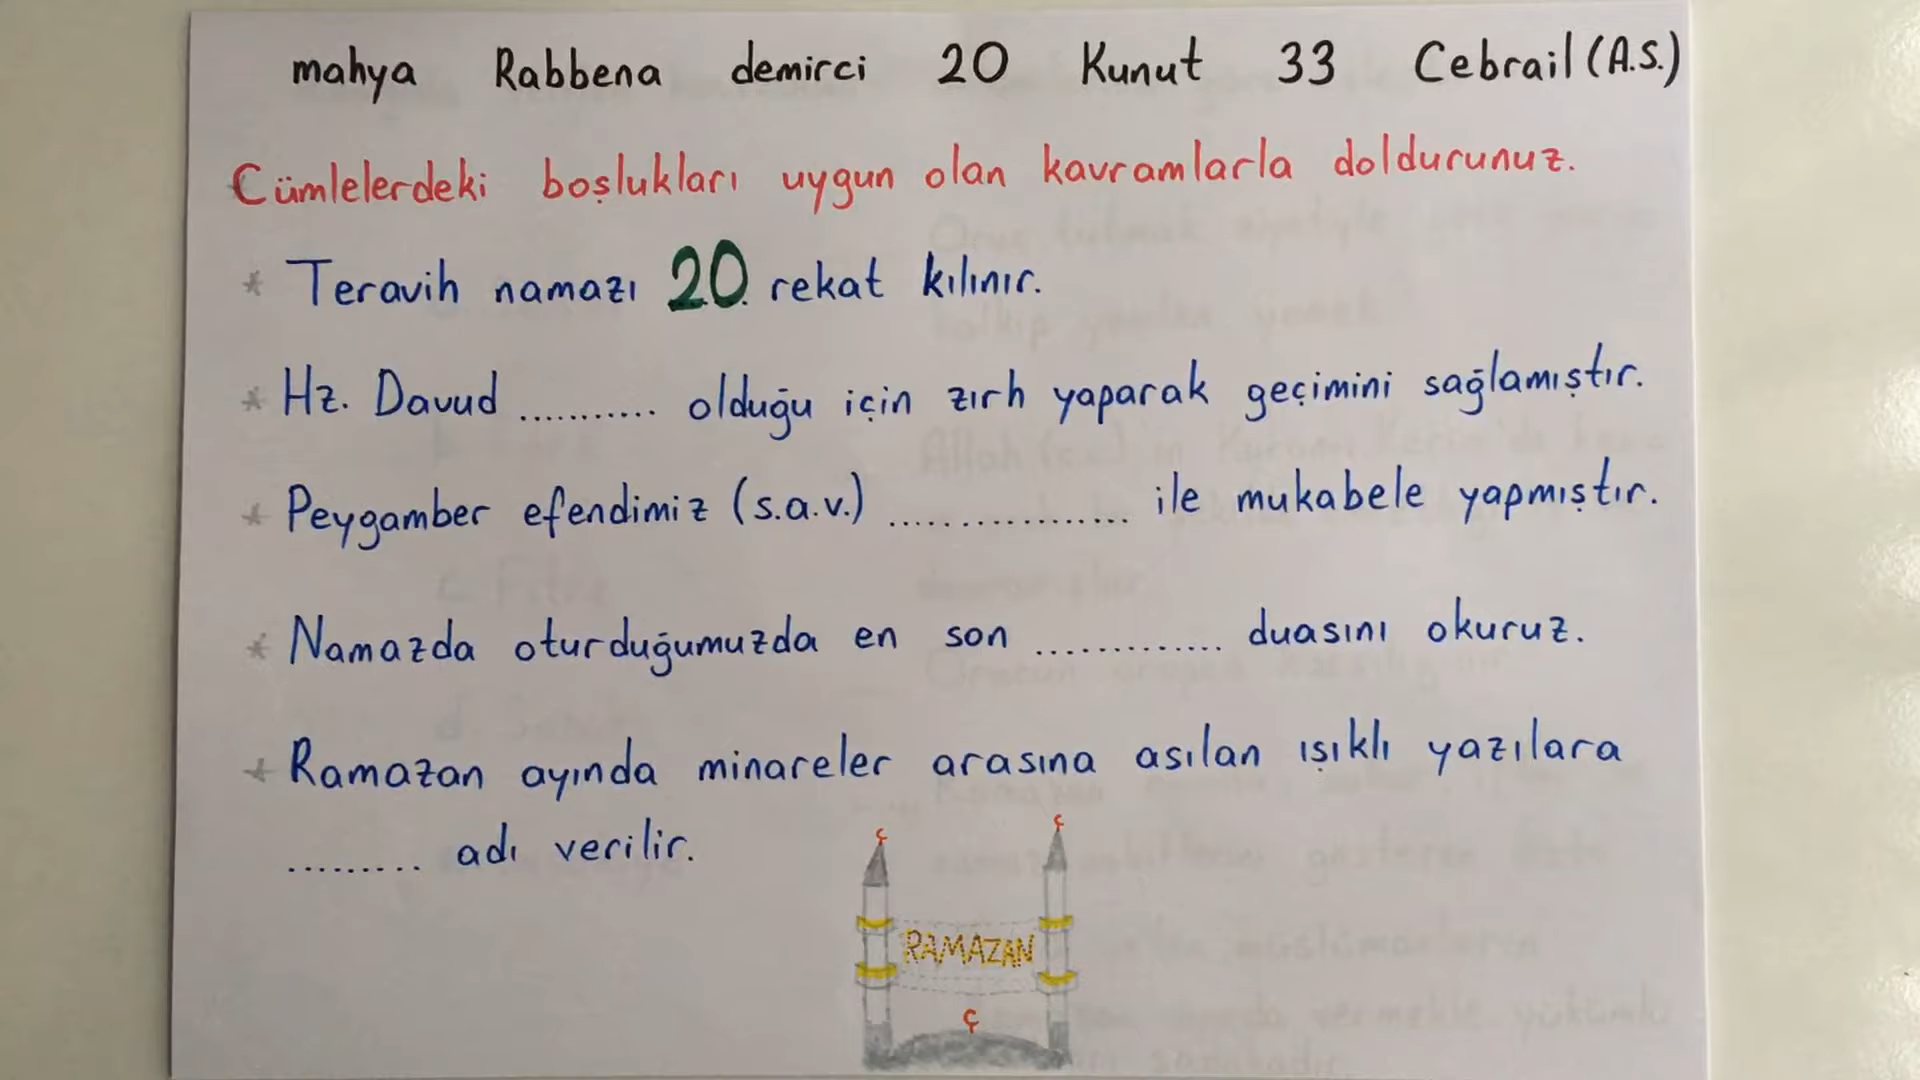 mahya Rabbena demirci 20 Kunut 33 Cebrail (A.S.)
Cümlelerdeki boşlukları uygun olan kavramlarla doldurunuz.
* Teravih namazı 20 rekat kılınır.
* Hz. Davud ........... olduğu için zırh yaparak geçimini sağlamıştır.
* Peygamber efendimiz (s.a.v.) ................. ile mukabele yapmıştır.
* Namazda oturduğumuzda en son ............. duasını okuruz.
* Ramazan ayında minareler arasına asılan ışıklı yazılara
......... adı verilir.
RAMAZAN